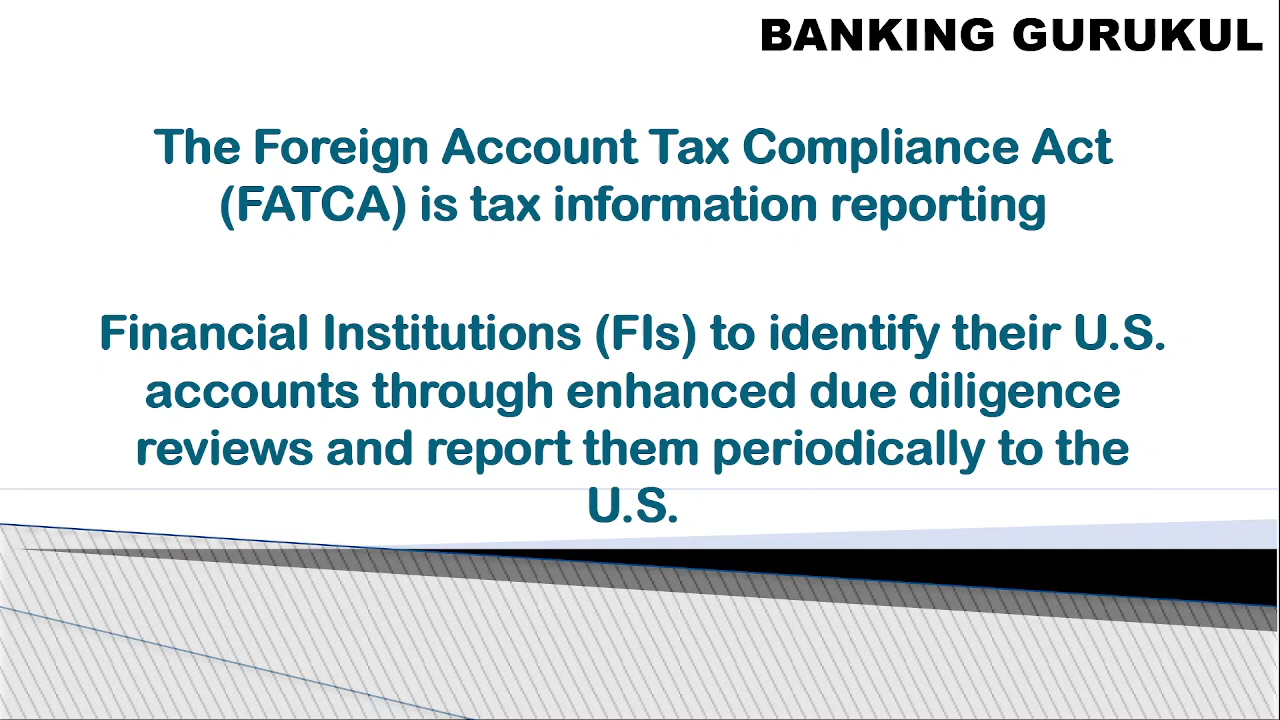 BANKING GURUKUL
The Foreign Account Tax Compliance Act
(FATCA) is tax information reporting
Financial Institutions (FIs) to identify their U.S.
accounts through enhanced due diligence
reviews and report them periodically to the
U.S.